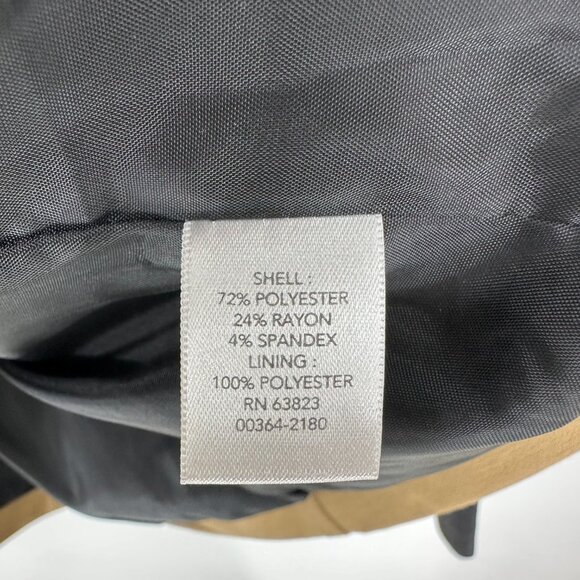 SHELL :
72% POLYESTER
24% RAYON
4% SPANDEX
LINING :
100% POLYESTER
RN 63823
00364-2180